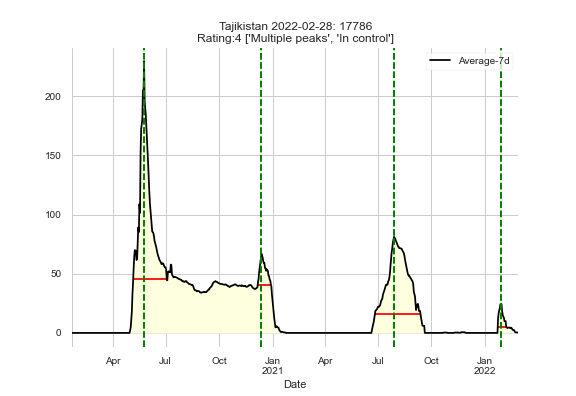 Tajikistan 2022-02-28: 17786
Rating:4 ['Multiple peaks', 'In control']
Average-7d
200
150
100
50
0
Apr Jul Oct Jan Apr Jul Oct Jan
2021 2022
Date